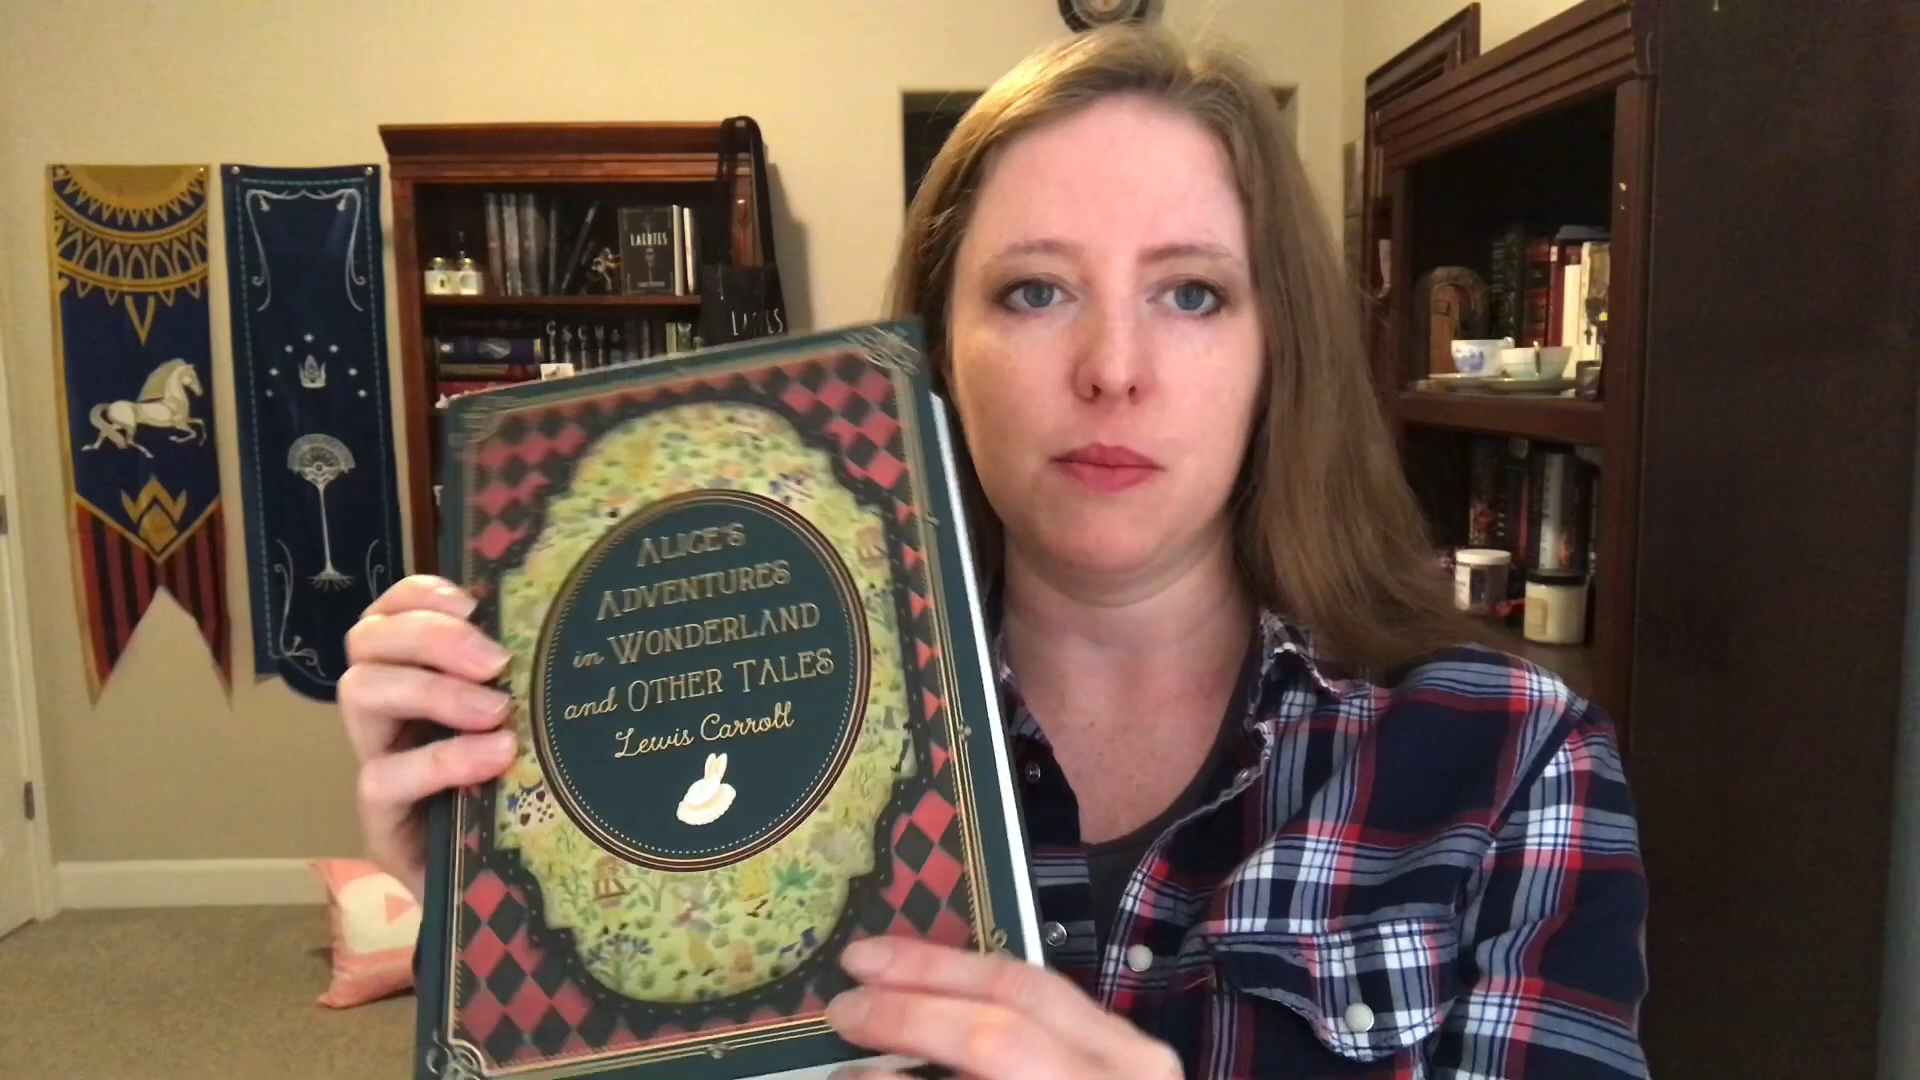 LAERTES
ALICE'S
ADVENTURES
in WONDERLAND
and OTHER TALES
Lewis Carroll